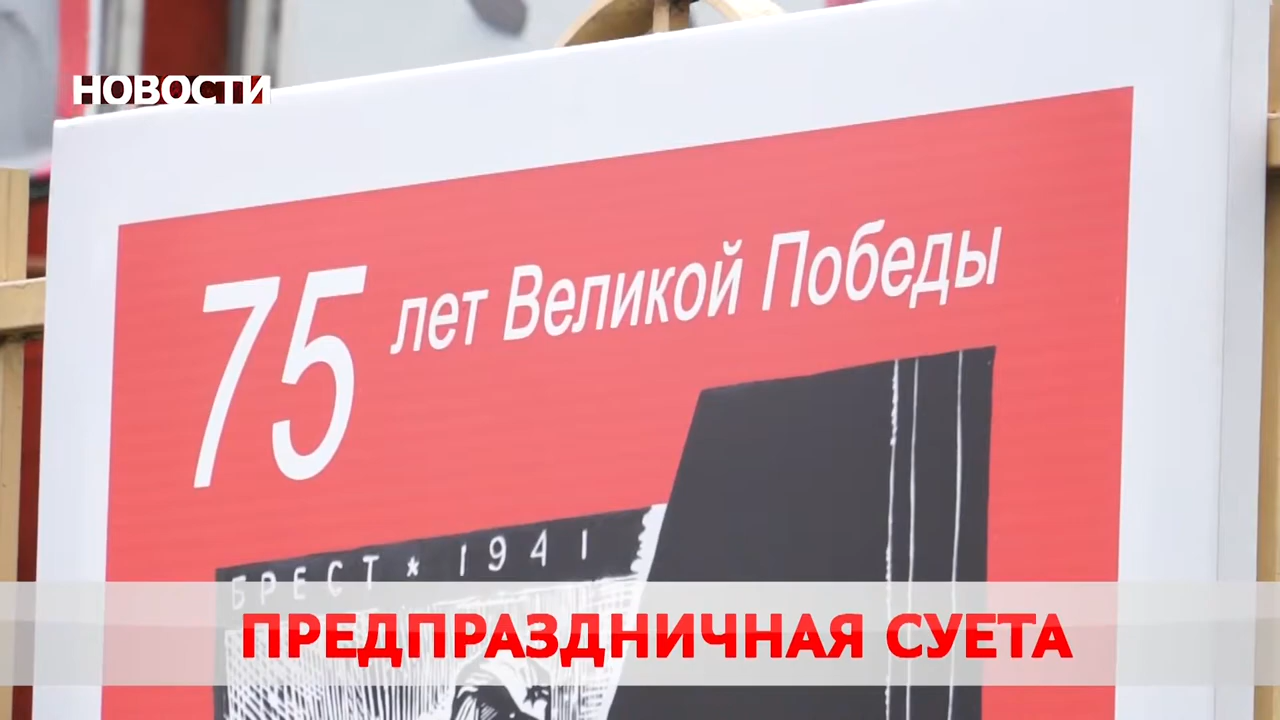 НОВОСТИ
75 лет Великой Победы
БРЕСТ * 1941
ПРЕДПРАЗДНИЧНАЯ СУЕТА